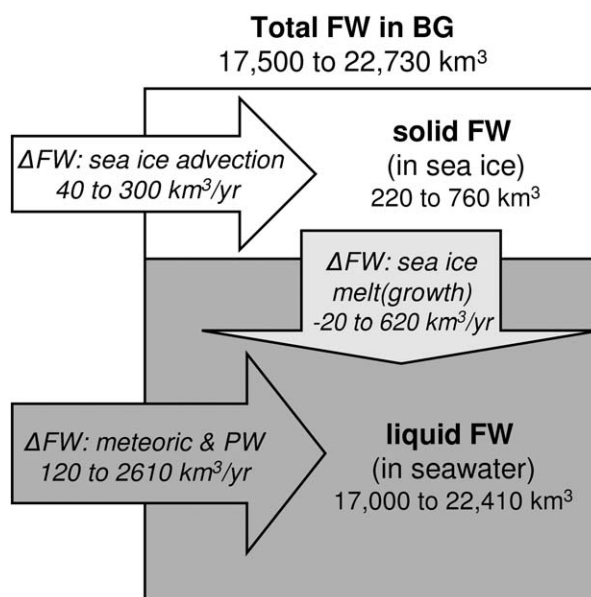 Total FW in BG
17,500 to 22,730 km³
solid FW
(in sea ice)
220 to 760 km³
ΔFW: sea ice advection
40 to 300 km³/yr
ΔFW: sea ice
melt(growth)
-20 to 620 km³/yr
ΔFW: meteoric & PW
120 to 2610 km³/yr
liquid FW
(in seawater)
17,000 to 22,410 km³